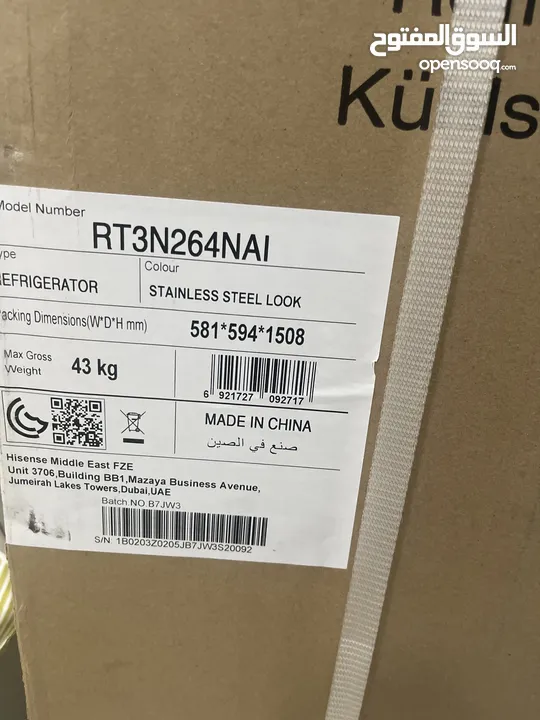 السوق المفتوح
opensooq.com
Model Number
RT3N264NAI
Colour
REFRIGERATOR
STAINLESS STEEL LOOK
Packing Dimensions(W*D*H mm)
581*594*1508
Max Gross
Weight
43 kg
6 921727 092717
MADE IN CHINA
صنع في الصين
Hisense Middle East FZE
Unit 3706,Building BB1,Mazaya Business Avenue,
Jumeirah Lakes Towers,Dubai,UAE
Batch NO.B7JW3
S/N 1B0203Z0205JB7JW3S20092